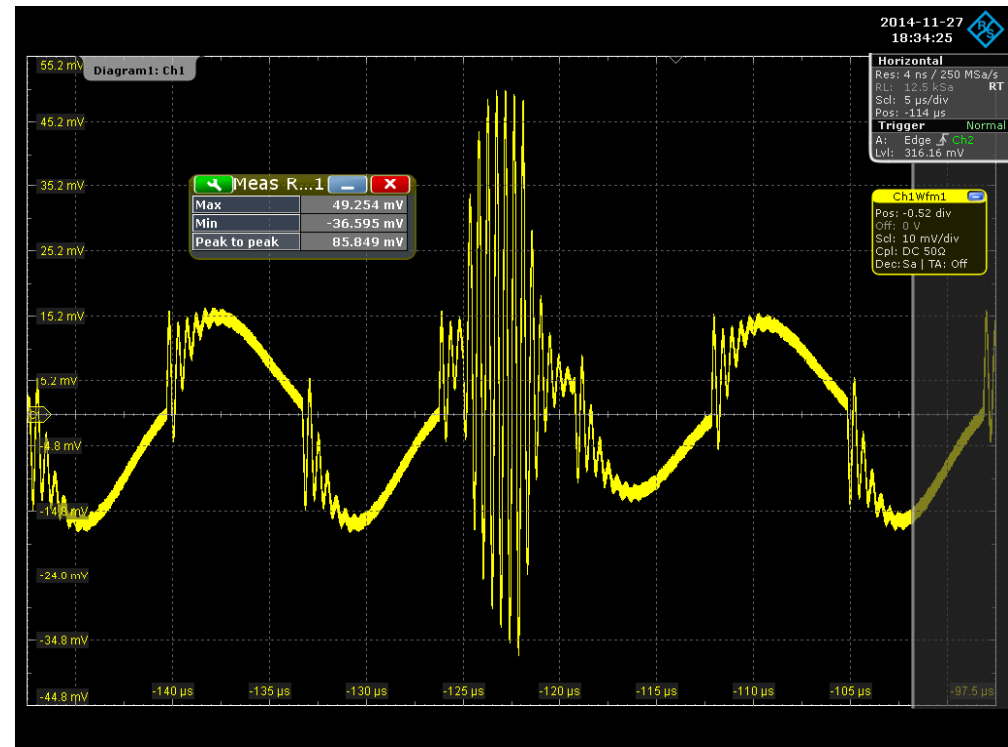 2014-11-27
18:34:25
R&S
Diagram1: Ch1
Horizontal
Res: 4 ns / 250 MSa/s
RL: 12.5 kSa RT
Scl: 5 µs/div
Pos: -114 µs
Trigger Normal
A: Edge Ch2
Lvl: 316.16 mV
Ch1Wfm1
Pos: -0.52 div
Off: 0 V
Scl: 10 mV/div
Cpl: DC 50Ω
Dec: Sa | TA: Off
Meas R...1
Max 49.254 mV
Min -36.595 mV
Peak to peak 85.849 mV
55.2 mV
45.2 mV
35.2 mV
25.2 mV
15.2 mV
5.2 mV
-4.8 mV
-14.8 mV
-24.0 mV
-34.8 mV
-44.8 mV
-140 µs
-135 µs
-130 µs
-125 µs
-120 µs
-115 µs
-110 µs
-105 µs
-97.5 µs